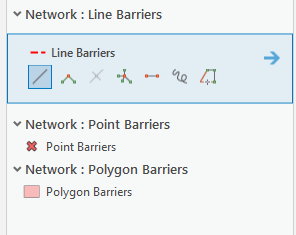 Network : Line Barriers
Line Barriers
Network : Point Barriers
Point Barriers
Network : Polygon Barriers
Polygon Barriers